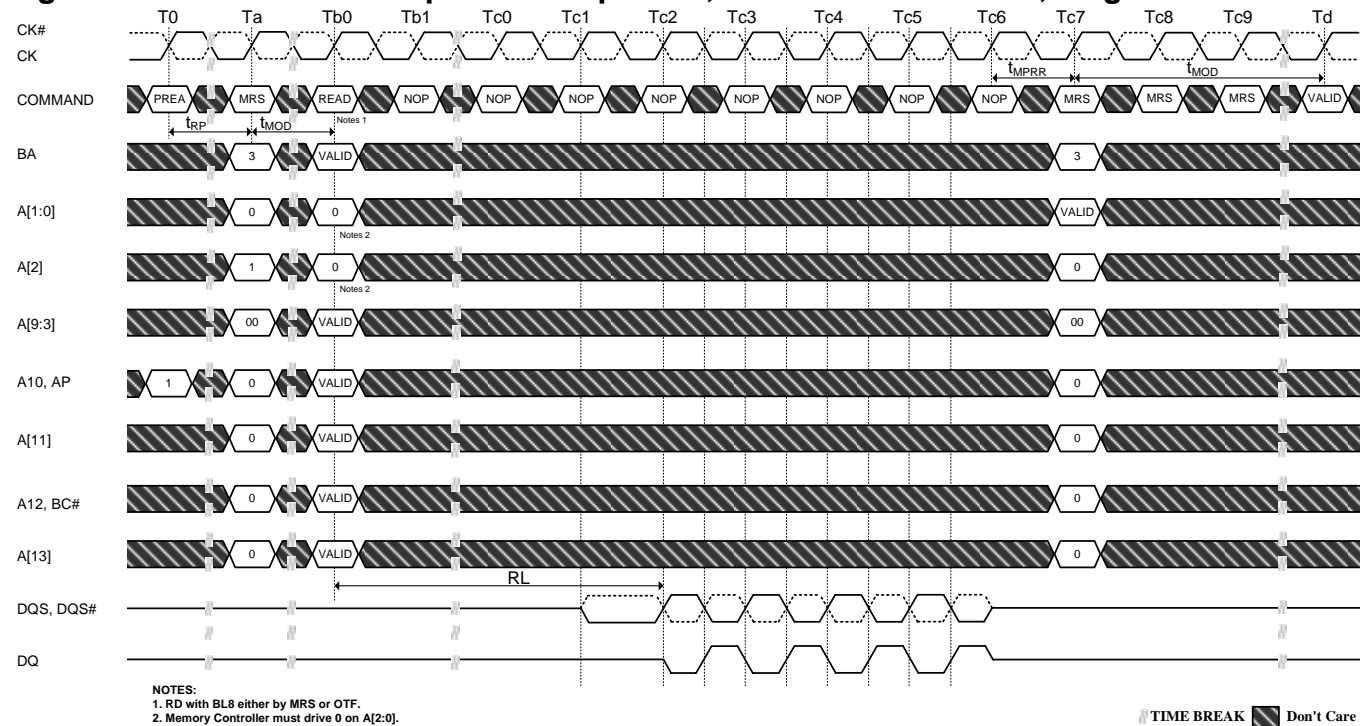 T0 Ta Tb0 Tb1 Tc0 Tc1 Tc2 Tc3 Tc4 Tc5 Tc6 Tc7 Tc8 Tc9 Td
CK#
CK
tMPRR tMOD
COMMAND PREA MRS READ NOP NOP NOP NOP NOP NOP NOP NOP MRS MRS MRS VALID
tRP tMOD Notes 1
BA 3 VALID 3
A[1:0] 0 0 VALID
Notes 2
A[2] 1 0 0
Notes 2
A[9:3] 00 VALID 00
A10, AP 1 0 VALID 0
A[11] 0 VALID 0
A12, BC# 0 VALID 0
A[13] 0 VALID 0
RL
DQS, DQS#
DQ
NOTES:
1. RD with BL8 either by MRS or OTF.
2. Memory Controller must drive 0 on A[2:0].
TIME BREAK Don't Care